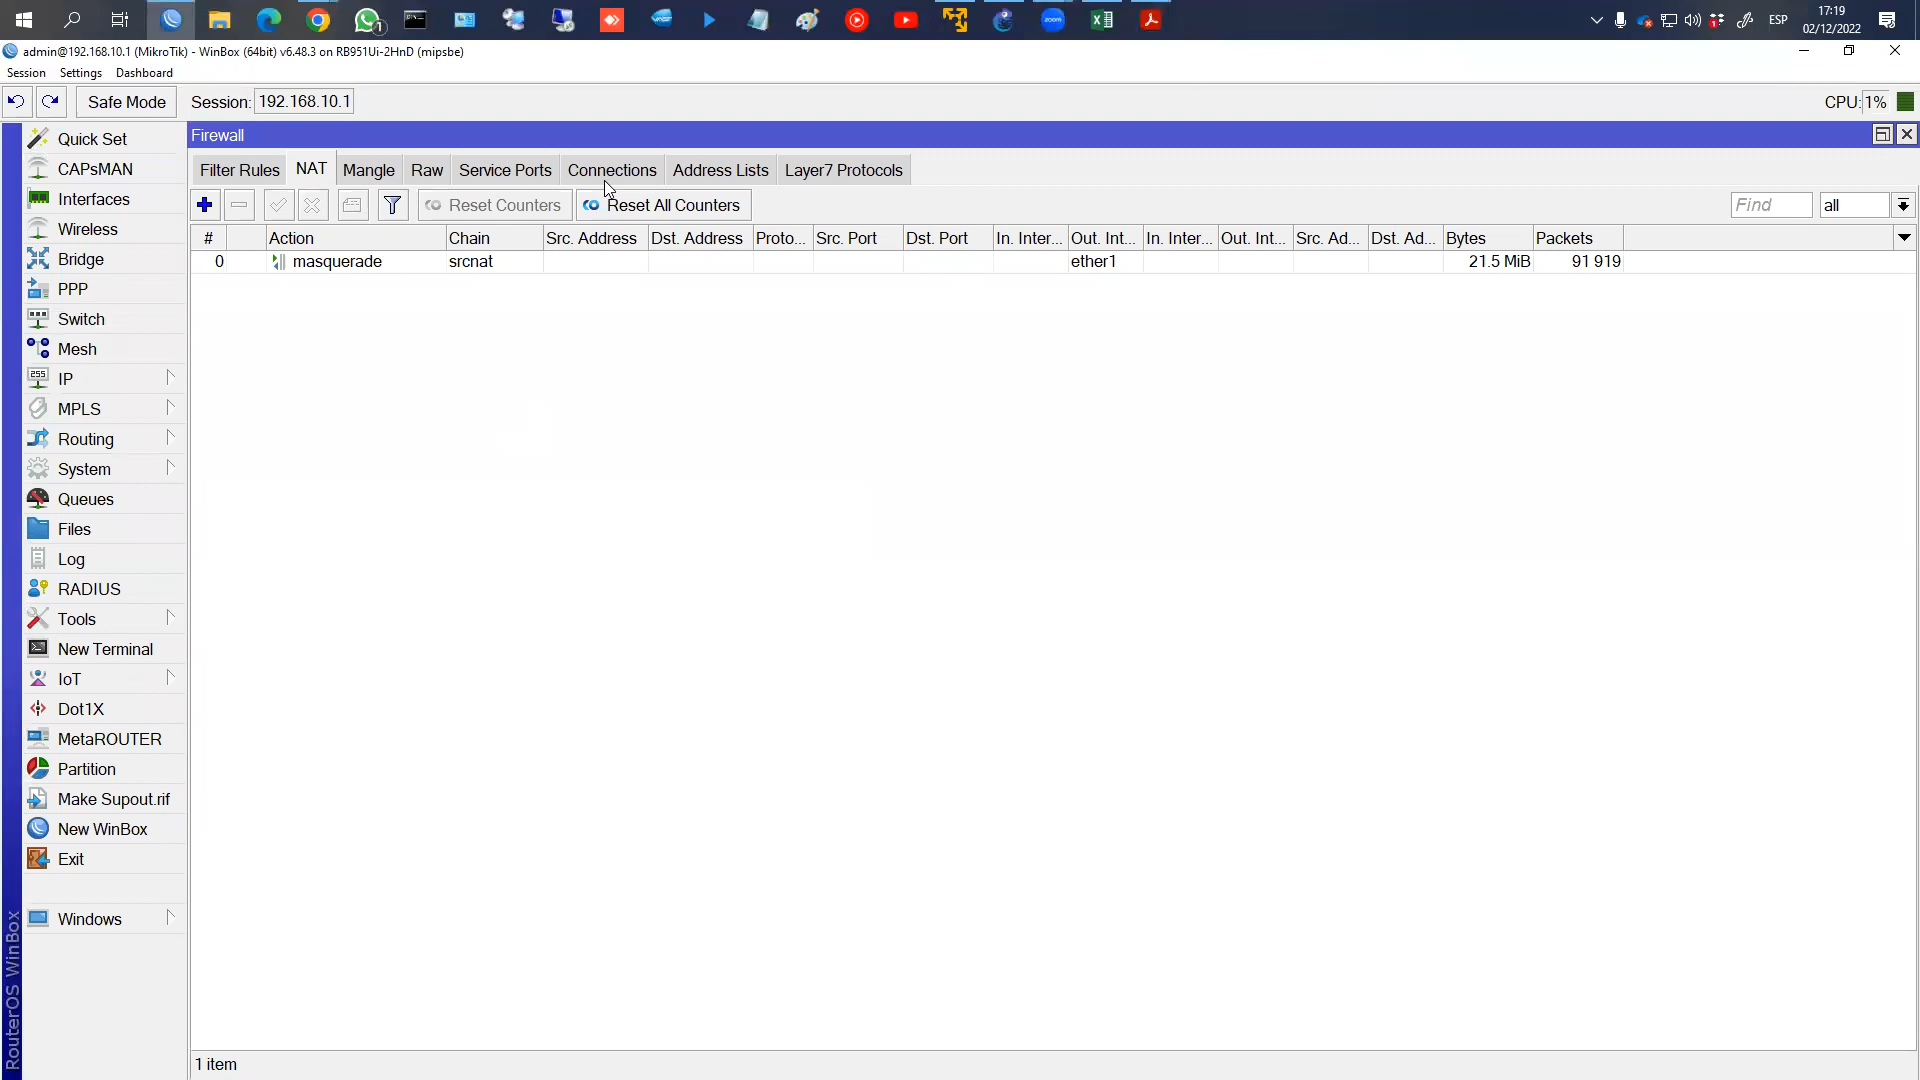 17:19
ESP
02/12/2022
admin@192.168.10.1 (MikroTik) - WinBox (64bit) v6.48.3 on RB951Ui-2HnD (mipsbe)
Session Settings Dashboard
Safe Mode Session: 192.168.10.1 CPU: 1%
Firewall
Filter Rules NAT Mangle Raw Service Ports Connections Address Lists Layer7 Protocols
Reset Counters Reset All Counters Find all
# Action Chain Src. Address Dst. Address Proto... Src. Port Dst. Port In. Inter... Out. Int... In. Inter... Out. Int... Src. Ad... Dst. Ad... Bytes Packets
0 masquerade srcnat ether1 21.5 MiB 91 919
Quick Set
CAPsMAN
Interfaces
Wireless
Bridge
PPP
Switch
Mesh
255 IP
MPLS
Routing
System
Queues
Files
Log
RADIUS
Tools
New Terminal
IoT
Dot1X
MetaROUTER
Partition
Make Supout.rif
New WinBox
Exit
Windows
RouterOS WinBox
1 item